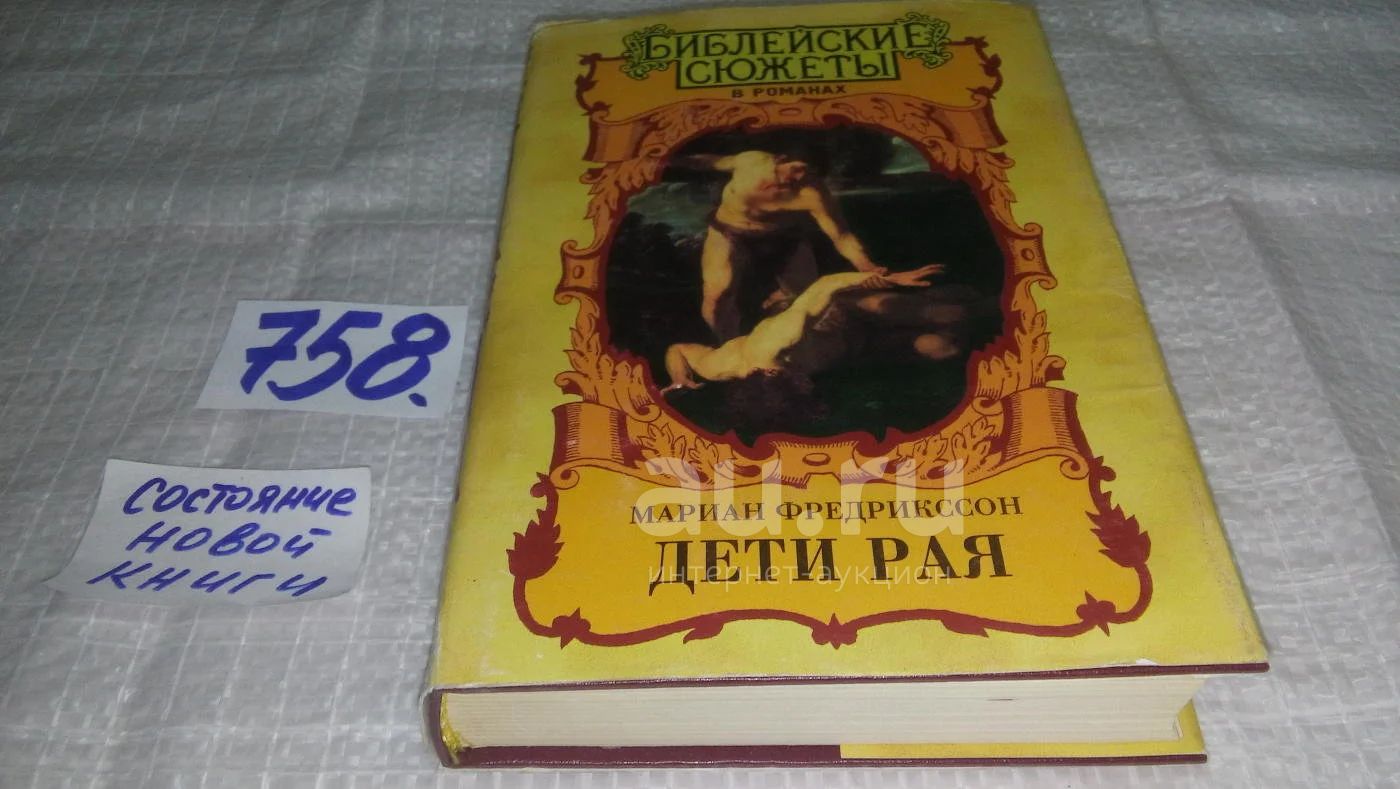 БИБЛЕЙСКИЕ
СЮЖЕТЫ
В РОМАНАХ
758.
СОСТОЯНИЕ
НОВОЙ
КНИГИ
au.ru
МАРИАН ФРЕДРИКССОН
ДЕТИ РАЯ
интернет-аукцион